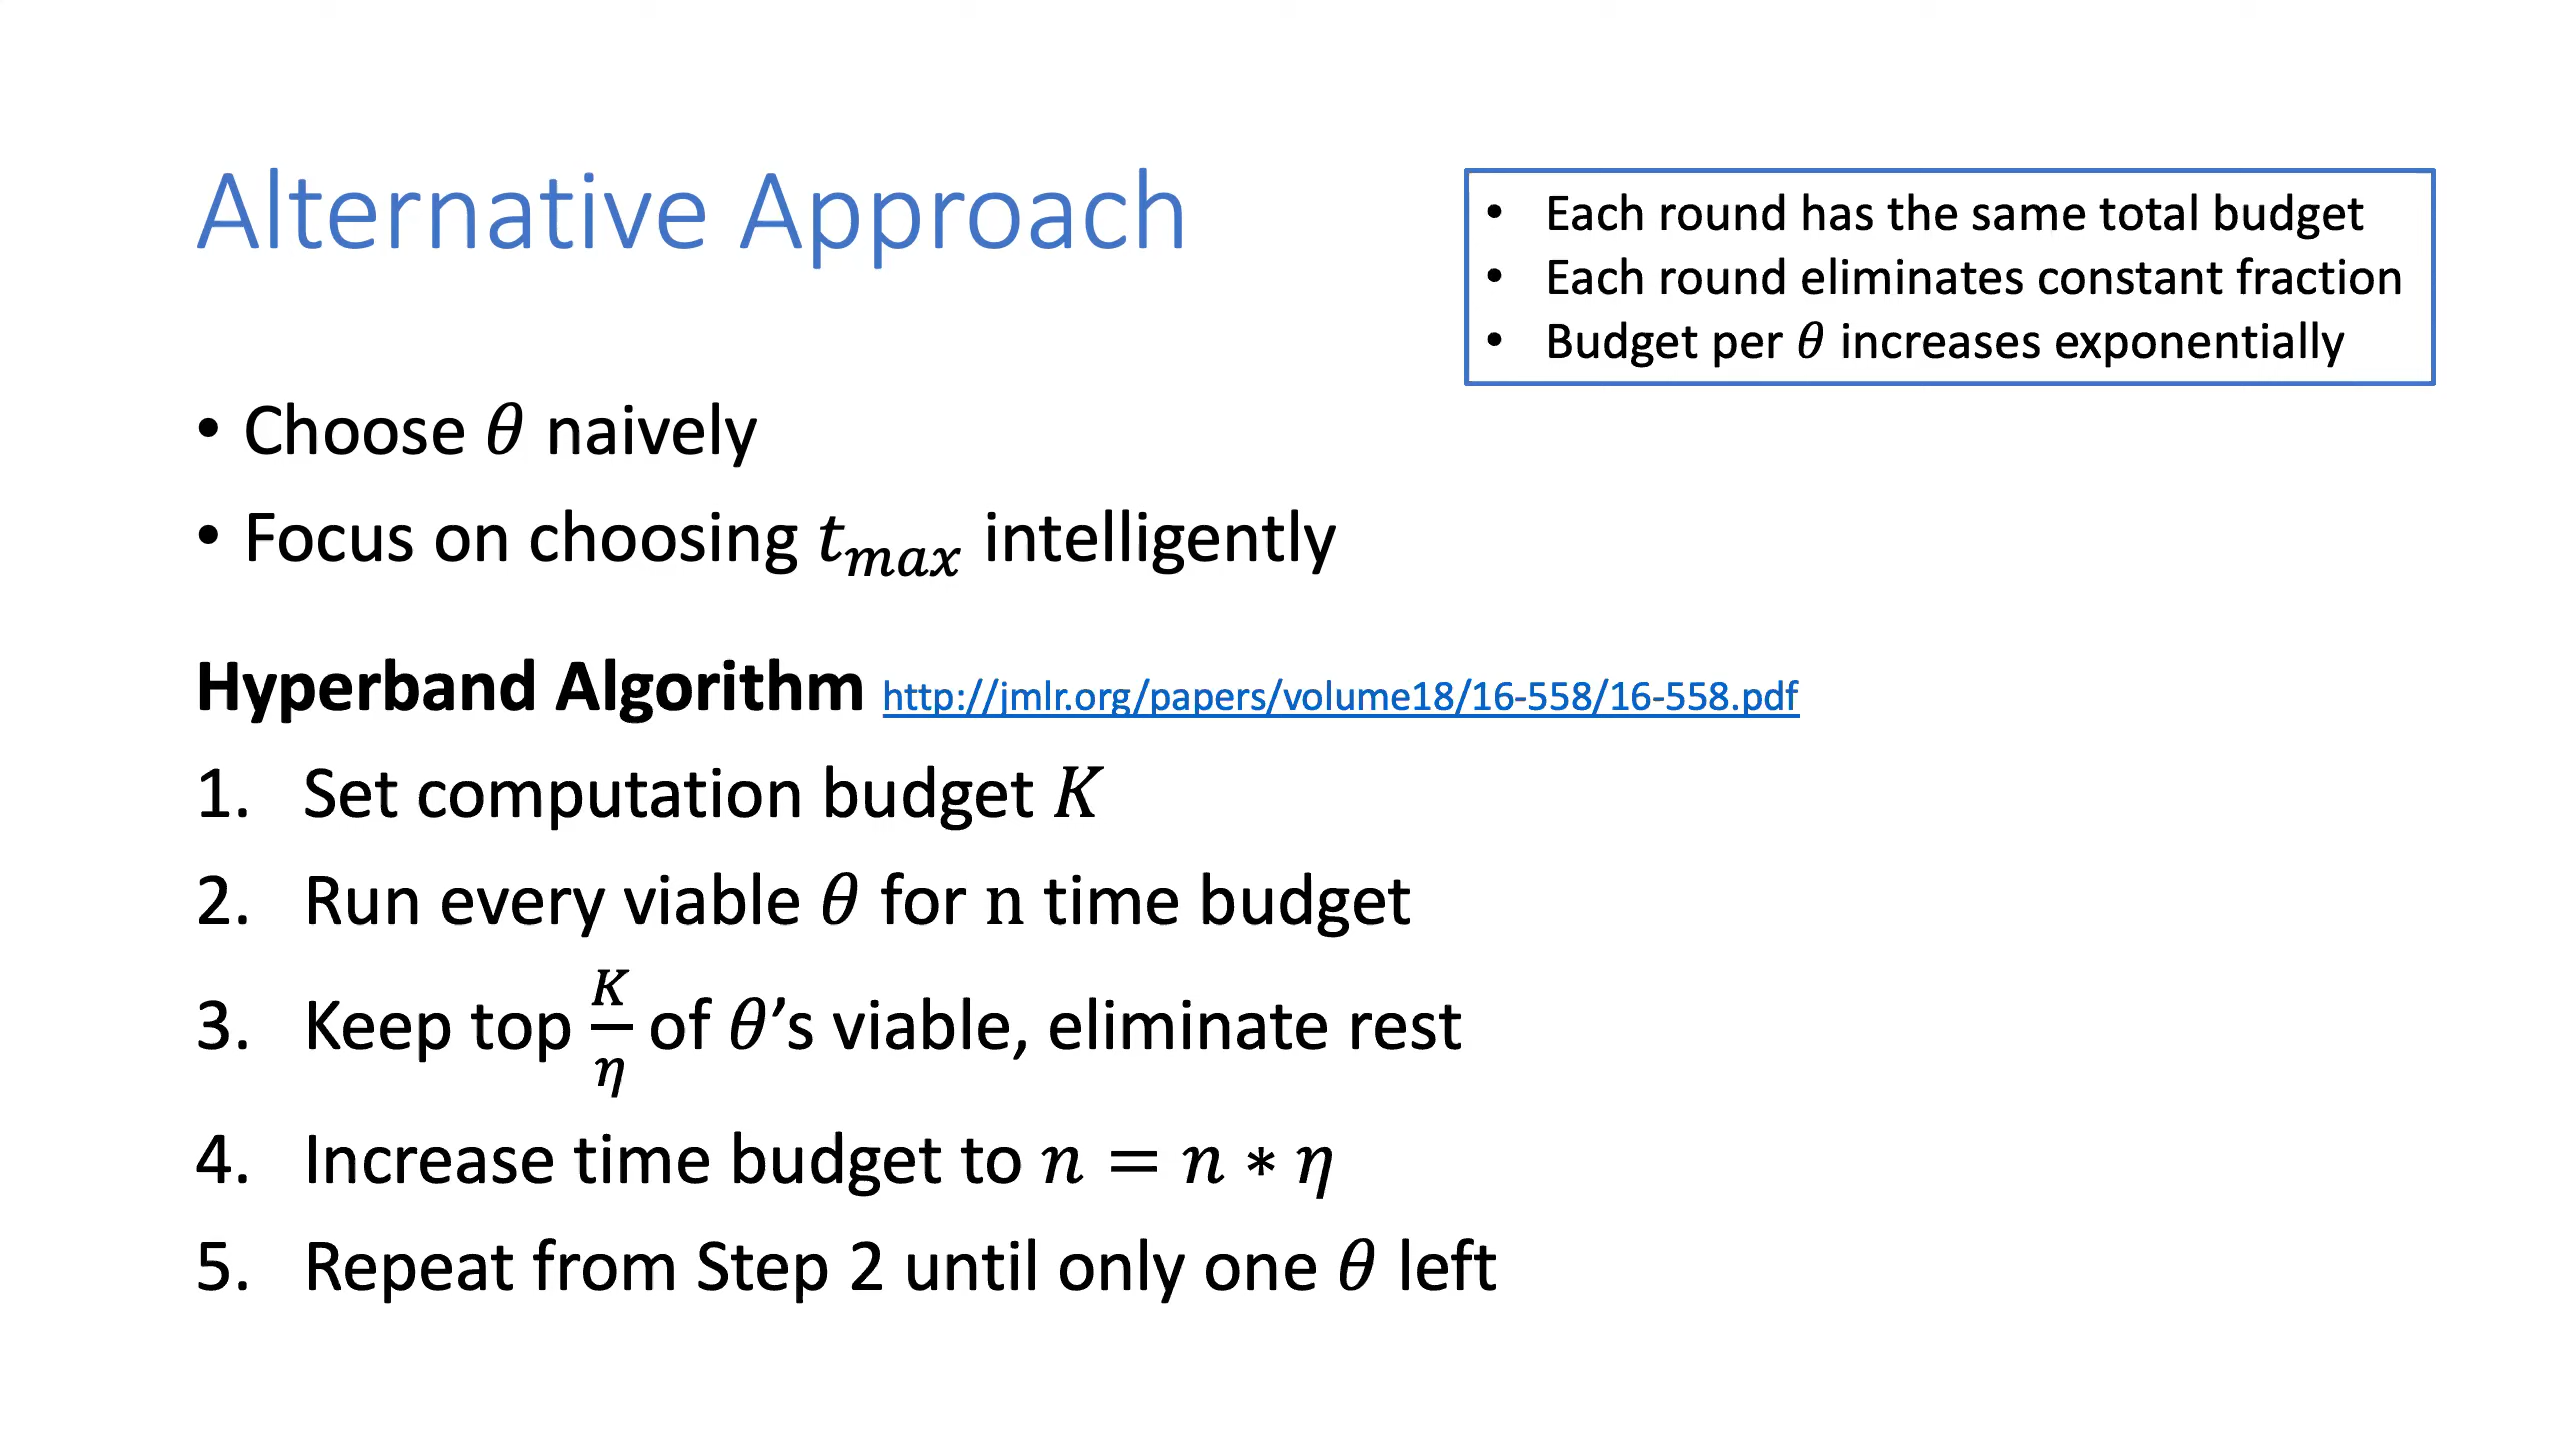 Alternative Approach
• Each round has the same total budget
• Each round eliminates constant fraction
• Budget per θ increases exponentially
• Choose θ naively
• Focus on choosing t_max intelligently
Hyperband Algorithm http://jmlr.org/papers/volume18/16-558/16-558.pdf
1. Set computation budget K
2. Run every viable θ for n time budget
3. Keep top K/η of θ’s viable, eliminate rest
4. Increase time budget to n = n ∗ η
5. Repeat from Step 2 until only one θ left